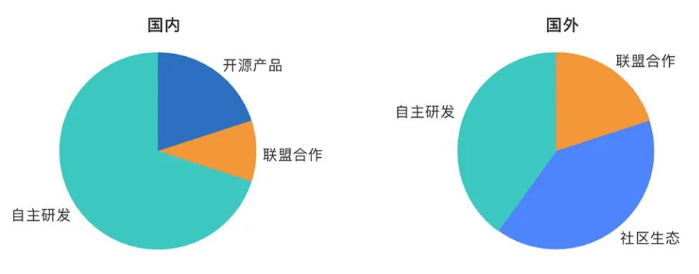 国内
开源产品
联盟合作
自主研发
国外
联盟合作
自主研发
社区生态